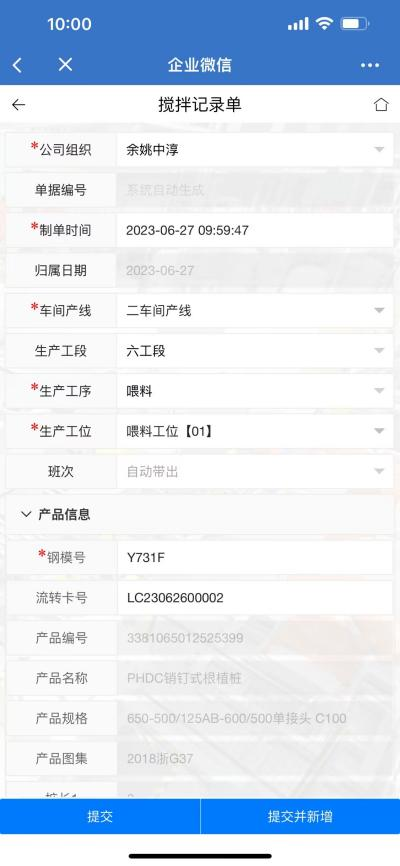 10:00
企业微信
搅拌记录单
*公司组织 余姚中淳
单据编号 系统自动生成
*制单时间 2023-06-27 09:59:47
归属日期 2023-06-27
*车间产线 二车间产线
生产工段 六工段
*生产工序 喂料
*生产工位 喂料工位【01】
班次 自动带出
产品信息
*钢模号 Y731F
流转卡号 LC23062600002
产品编号 3381065012525399
产品名称 PHDC销钉式根植桩
产品规格 650-500/125AB-600/500单接头 C100
产品图集 2018浙G37
提交 提交并新增